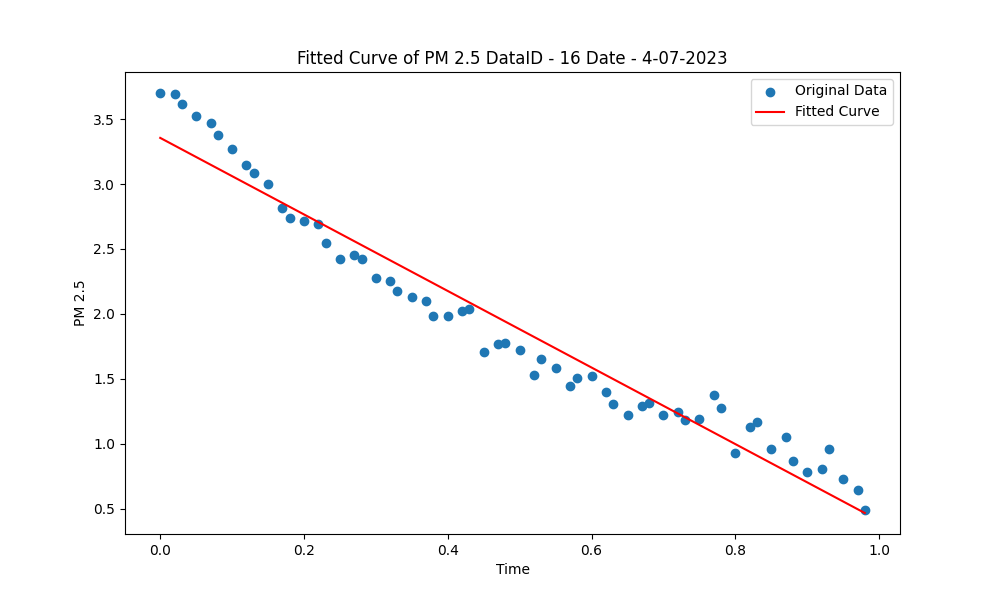 Fitted Curve of PM 2.5 DataID - 16 Date - 4-07-2023
Original Data
Fitted Curve
3.5
3.0
2.5
2.0
1.5
1.0
0.5
PM 2.5
0.0 0.2 0.4 0.6 0.8 1.0
Time